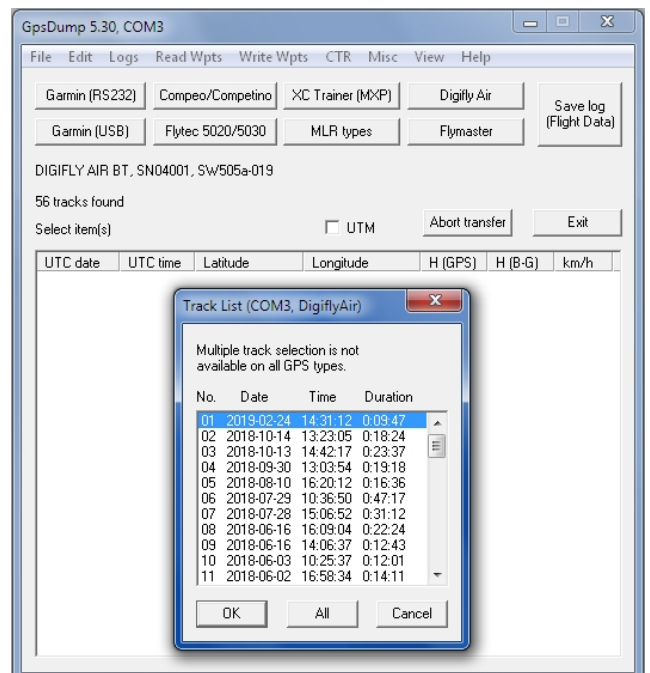 GpsDump 5.30, COM3
File Edit Logs Read Wpts Write Wpts CTR Misc View Help
Garmin (RS232) Compeo/Competino XC Trainer (MXP) Digifly Air
Save log
(Flight Data)
Garmin (USB) Flytec 5020/5030 MLR types Flymaster
DIGIFLY AIR BT, SN04001, SW505a-019
56 tracks found
Select item(s) UTM Abort transfer Exit
UTC date UTC time Latitude Longitude H (GPS) H (B-G) km/h
Track List (COM3, DigiflyAir)
Multiple track selection is not
available on all GPS types.
No. Date Time Duration
01 2019-02-24 14:31:12 0:09:47
02 2018-10-14 13:23:05 0:18:24
03 2018-10-13 14:42:17 0:23:37
04 2018-09-30 13:03:54 0:19:18
05 2018-08-10 16:20:12 0:16:36
06 2018-07-29 10:36:50 0:47:17
07 2018-07-28 15:06:52 0:31:12
08 2018-06-16 16:09:04 0:22:24
09 2018-06-16 14:06:37 0:12:43
10 2018-06-03 10:25:37 0:12:01
11 2018-06-02 16:58:34 0:14:11
OK All Cancel